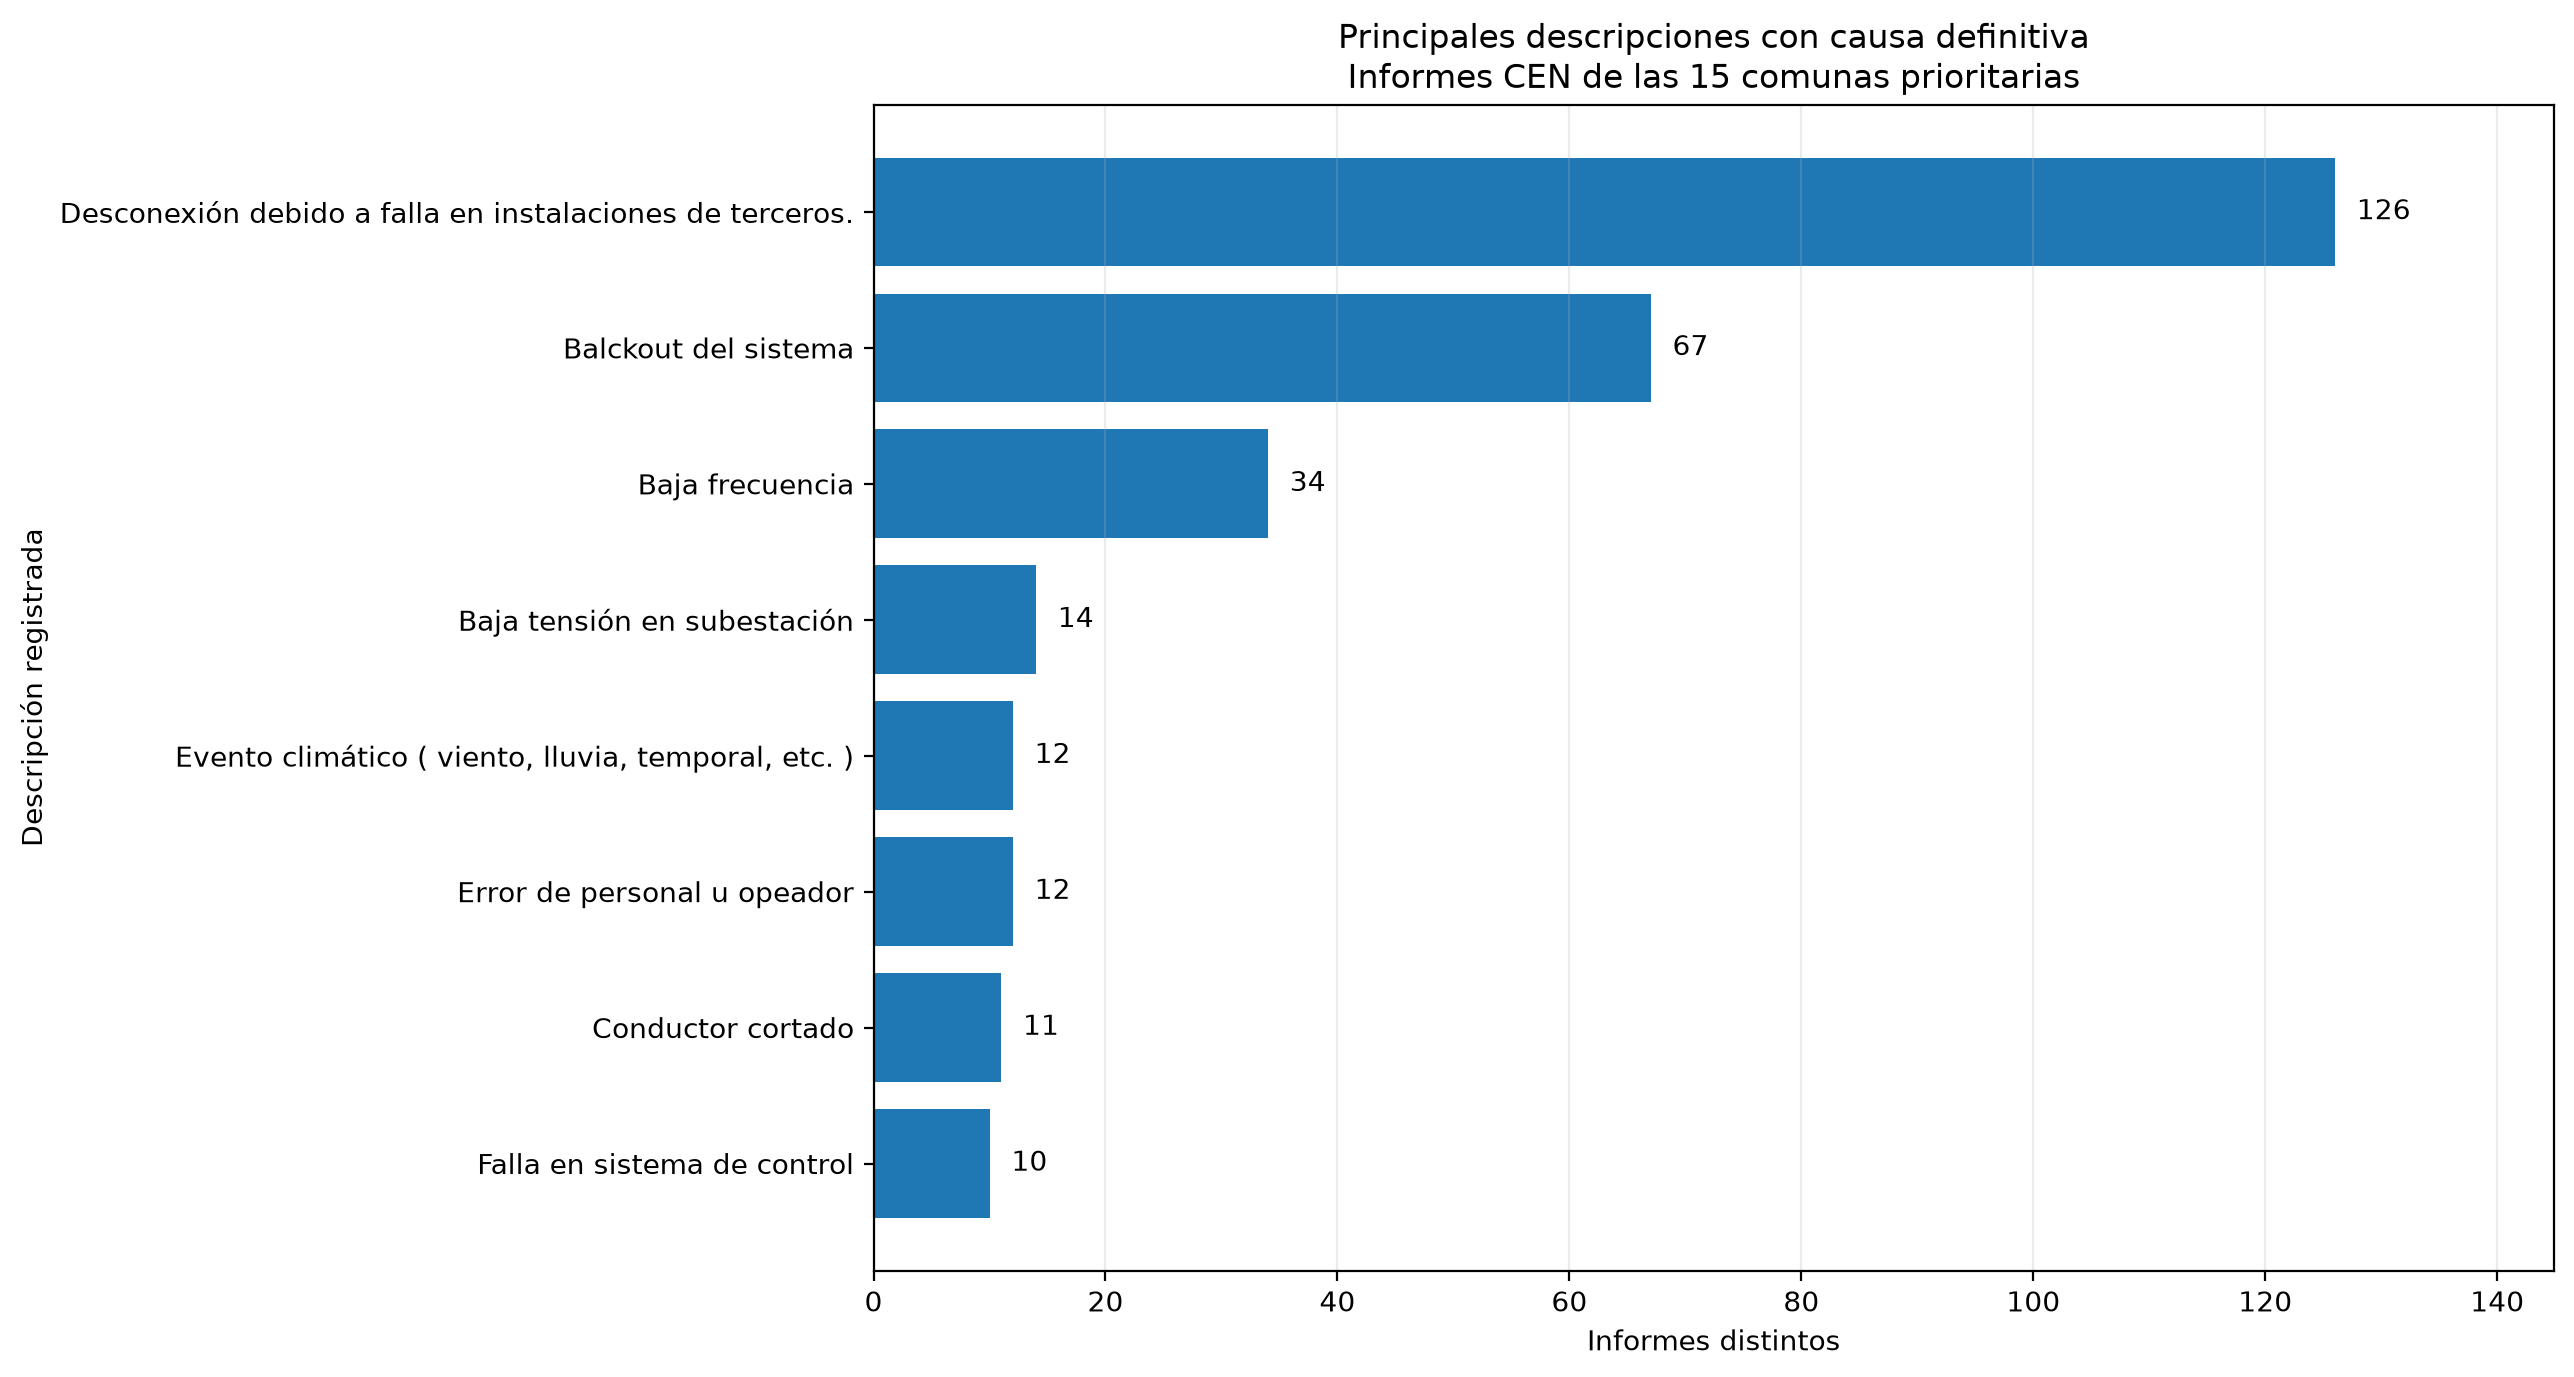 Principales descripciones con causa definitiva
Informes CEN de las 15 comunas prioritarias
Descripción registrada
Desconexión debido a falla en instalaciones de terceros.
126
Balckout del sistema
67
Baja frecuencia
34
Baja tensión en subestación
14
Evento climático ( viento, lluvia, temporal, etc. )
12
Error de personal u opeador
12
Conductor cortado
11
Falla en sistema de control
10
0 20 40 60 80 100 120 140
Informes distintos